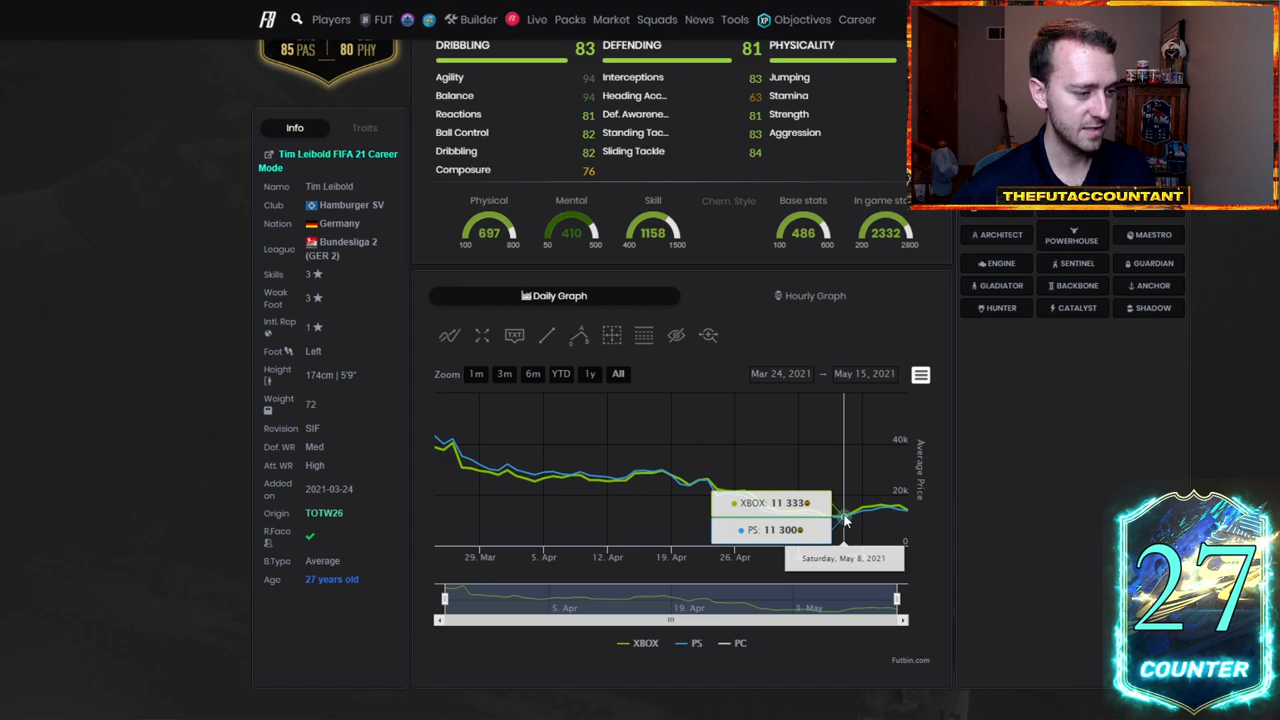 F8 Players FUT Builder Live Packs Market Squads News Tools XP Objectives Career
85 PAS 80 PHY
DRIBBLING 83 DEFENDING 81 PHYSICALITY
Agility 94 Interceptions 83 Jumping
Balance 94 Heading Acc... 63 Stamina
Reactions 81 Def. Awarene... 81 Strength
Ball Control 82 Standing Tac... 83 Aggression
Dribbling 82 Sliding Tackle 84
Composure 76
Physical Mental Skill Chem. Style Base stats In game sta
697 410 1158 486 2332
100 800 50 500 400 1500 100 600 2200 2800
Info Traits
Tim Leibold FIFA 21 Career
Mode
Name Tim Leibold
Club Hamburger SV
Nation Germany
League Bundesliga 2
(GER 2)
Skills 3
Weak
Foot 3
Intl. Rep 1
Foot Left
Height 174cm | 5'9"
Weight 72
Revision SIF
Def. WR Med
Att. WR High
Added
on 2021-03-24
Origin TOTW26
R.Face
B.Type Average
Age 27 years old
Daily Graph Hourly Graph
TXT
Zoom 1m 3m 6m YTD 1y All Mar 24, 2021 → May 15, 2021
40k
20k
0
Average Price
XBOX: 11 333
PS: 11 300
Saturday, May 8, 2021
29. Mar 5. Apr 12. Apr 19. Apr 26. Apr
5. Apr 19. Apr 3. May
XBOX PS PC
Futbin.com
THEFUTACCOUNTANT
ARCHITECT POWERHOUSE MAESTRO
ENGINE SENTINEL GUARDIAN
GLADIATOR BACKBONE ANCHOR
HUNTER CATALYST SHADOW
27
COUNTER